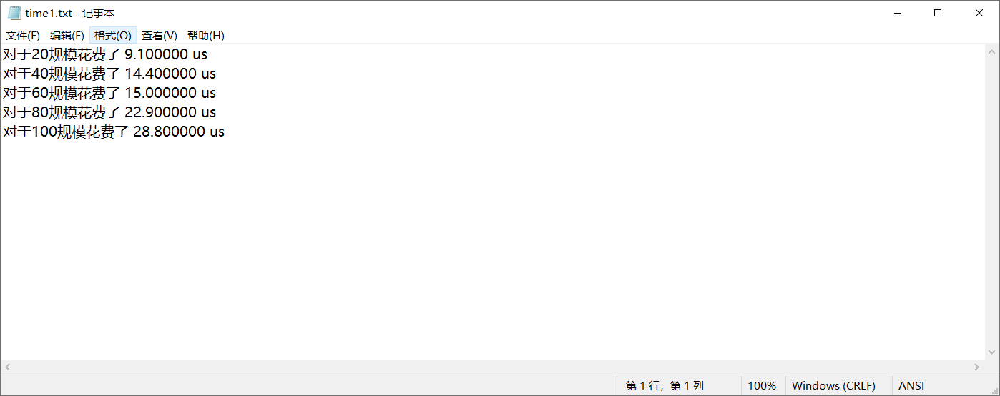 time1.txt - 记事本
文件(F) 编辑(E) 格式(O) 查看(V) 帮助(H)
对于20规模花费了 9.100000 us
对于40规模花费了 14.400000 us
对于60规模花费了 15.000000 us
对于80规模花费了 22.900000 us
对于100规模花费了 28.800000 us
第 1 行，第 1 列 100% Windows (CRLF) ANSI